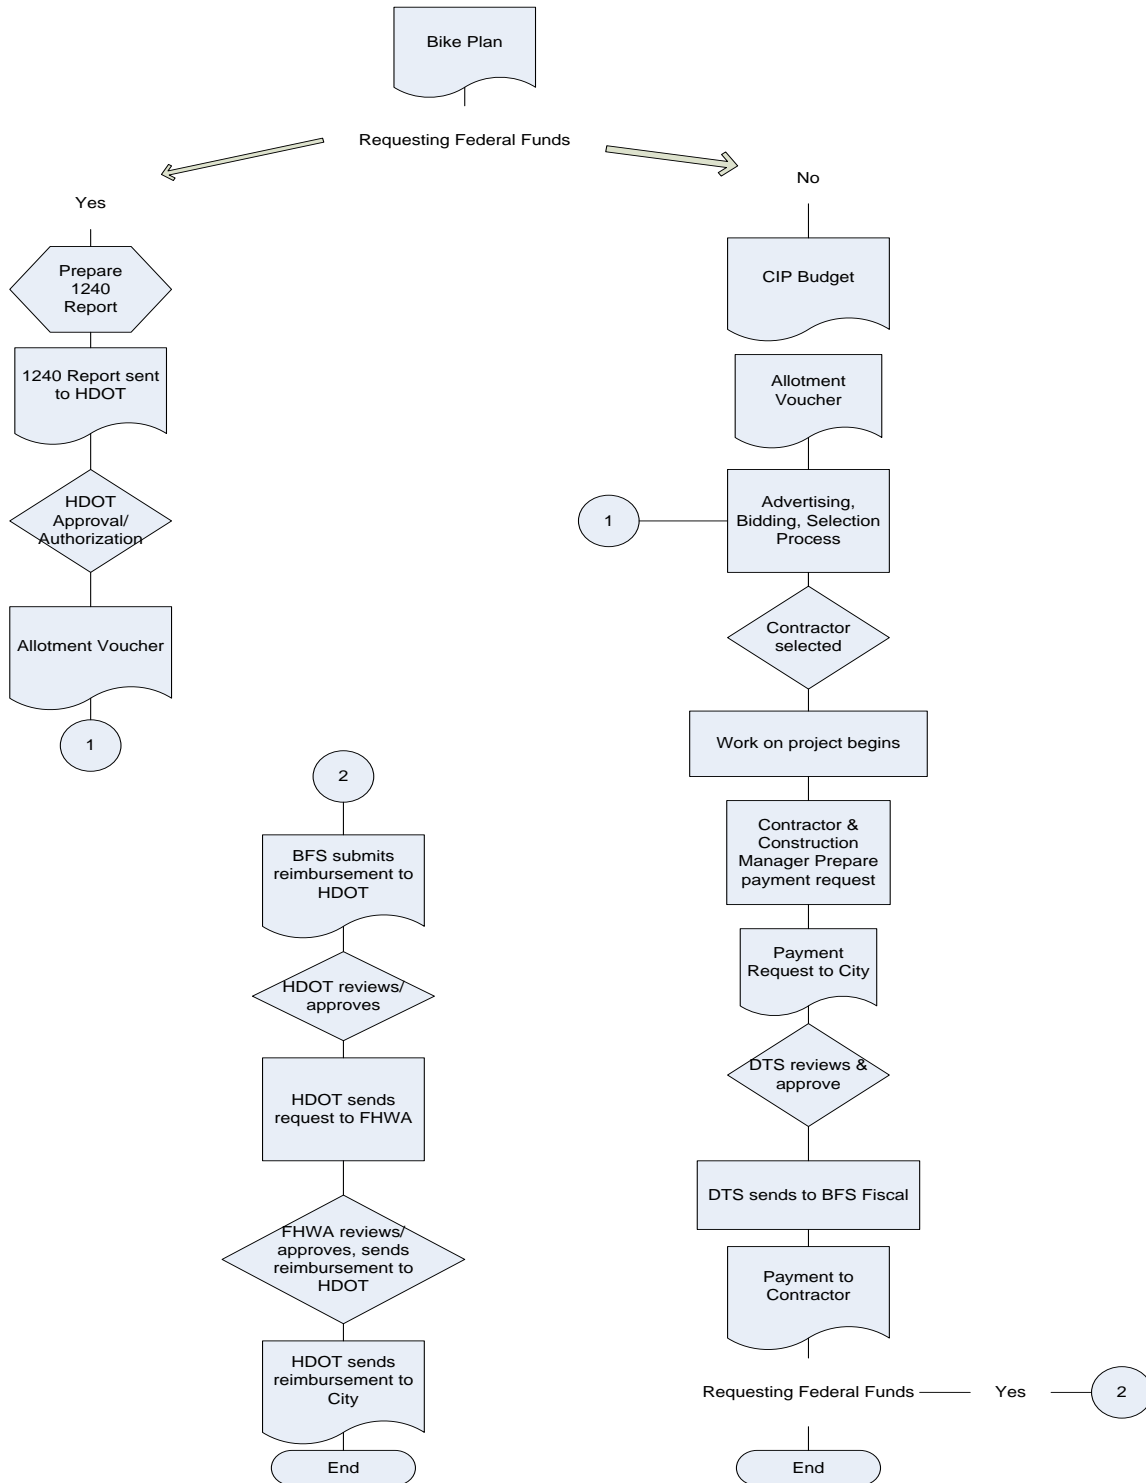 Bike Plan
Requesting Federal Funds
Yes
Prepare
1240
Report
1240 Report sent
to HDOT
HDOT
Approval/
Authorization
Allotment Voucher
1
2
BFS submits
reimbursement to
HDOT
HDOT reviews/
approves
HDOT sends
request to FHWA
FHWA reviews/
approves, sends
reimbursement to
HDOT
HDOT sends
reimbursement to
City
End
No
CIP Budget
Allotment
Voucher
1
Advertising,
Bidding, Selection
Process
Contractor
selected
Work on project begins
Contractor &
Construction
Manager Prepare
payment request
Payment
Request to City
DTS reviews &
approve
DTS sends to BFS Fiscal
Payment to
Contractor
Requesting Federal Funds
Yes
2
End